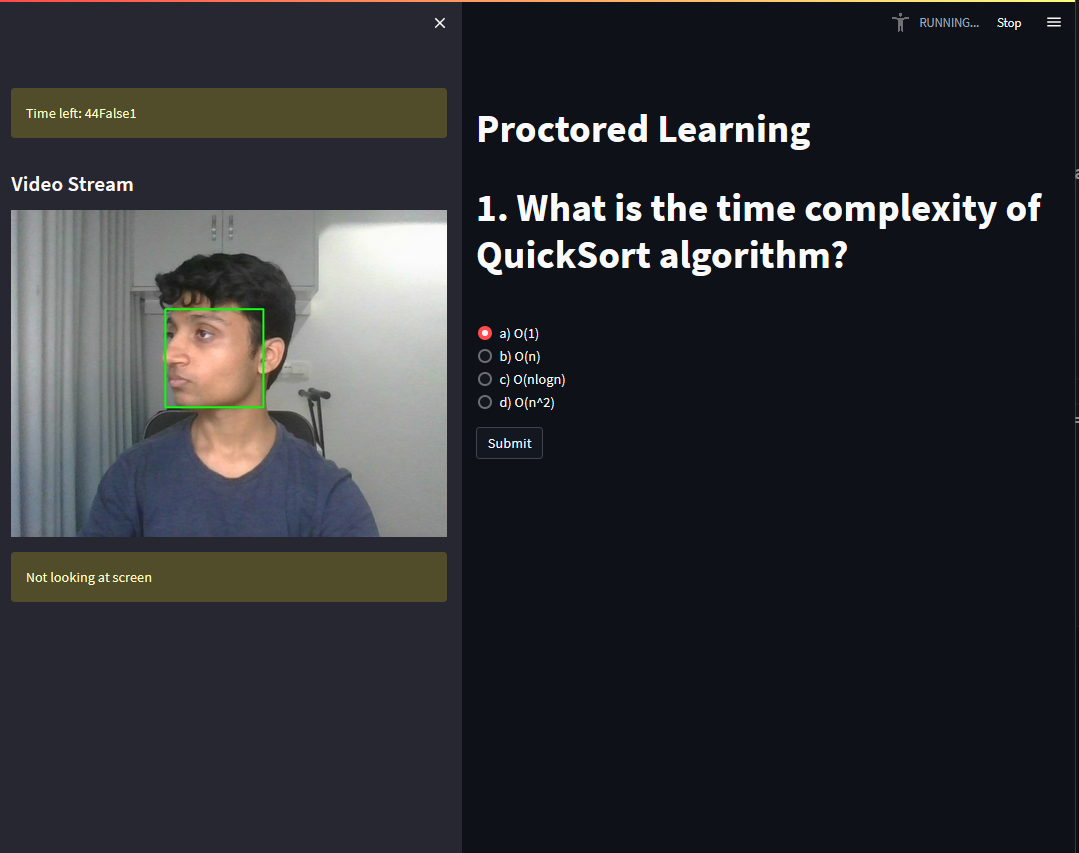 RUNNING...
Stop
Time left: 44False1
Video Stream
Not looking at screen
Proctored Learning
1. What is the time complexity of
QuickSort algorithm?
a) O(1)
b) O(n)
c) O(nlogn)
d) O(n^2)
Submit